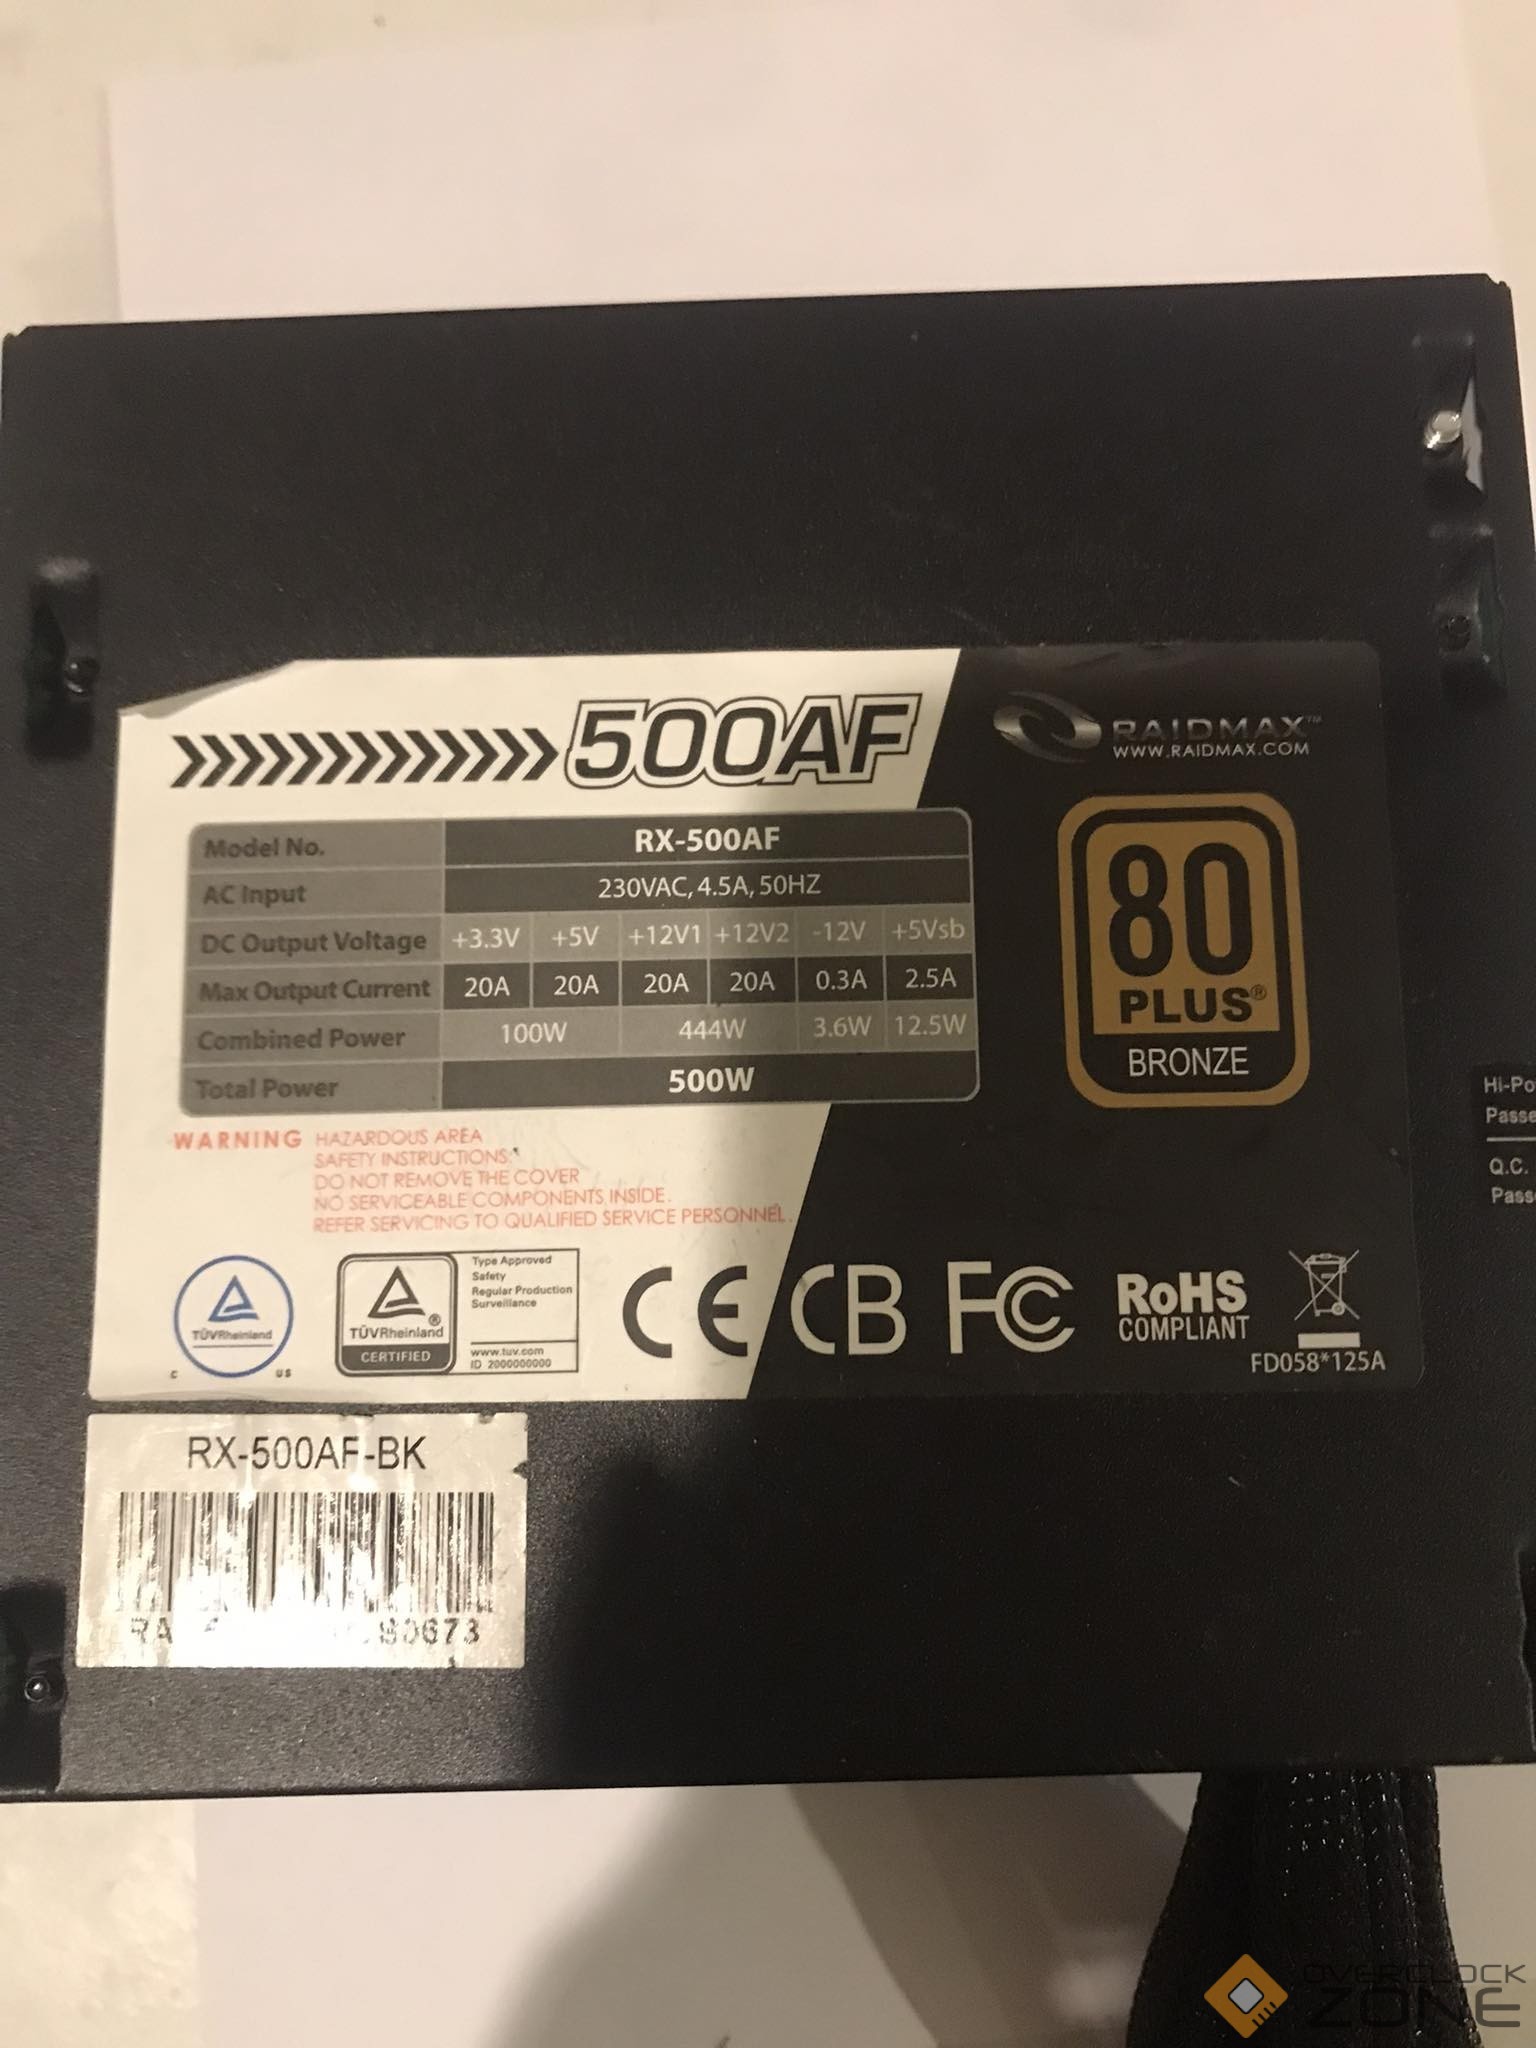 500AF
RAIDMAX™
WWW.RAIDMAX.COM
Model No. RX-500AF
AC Input 230VAC, 4.5A, 50HZ
DC Output Voltage +3.3V +5V +12V1 +12V2 -12V +5Vsb
Max Output Current 20A 20A 20A 20A 0.3A 2.5A
Combined Power 100W 444W 3.6W 12.5W
Total Power 500W
80
PLUS®
BRONZE
WARNING HAZARDOUS AREA
SAFETY INSTRUCTIONS:
DO NOT REMOVE THE COVER
NO SERVICEABLE COMPONENTS INSIDE.
REFER SERVICING TO QUALIFIED SERVICE PERSONNEL.
Hi-Po
Passe
Q.C.
Passe
TÜVRheinland
C US
TÜVRheinland®
CERTIFIED
Type Approved
Safety
Regular Production
Surveillance
www.tuv.com
ID 2000000000
CE CB FC
RoHS
COMPLIANT
FD058*125A
RX-500AF-BK
OVERCLOCK
ZONE